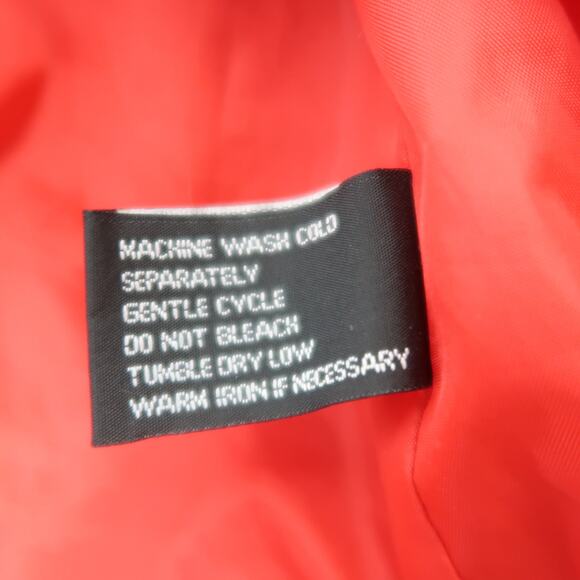 MACHINE WASH COLD
SEPARATELY
GENTLE CYCLE
DO NOT BLEACH
TUMBLE DRY LOW
WARM IRON IF NECESSARY